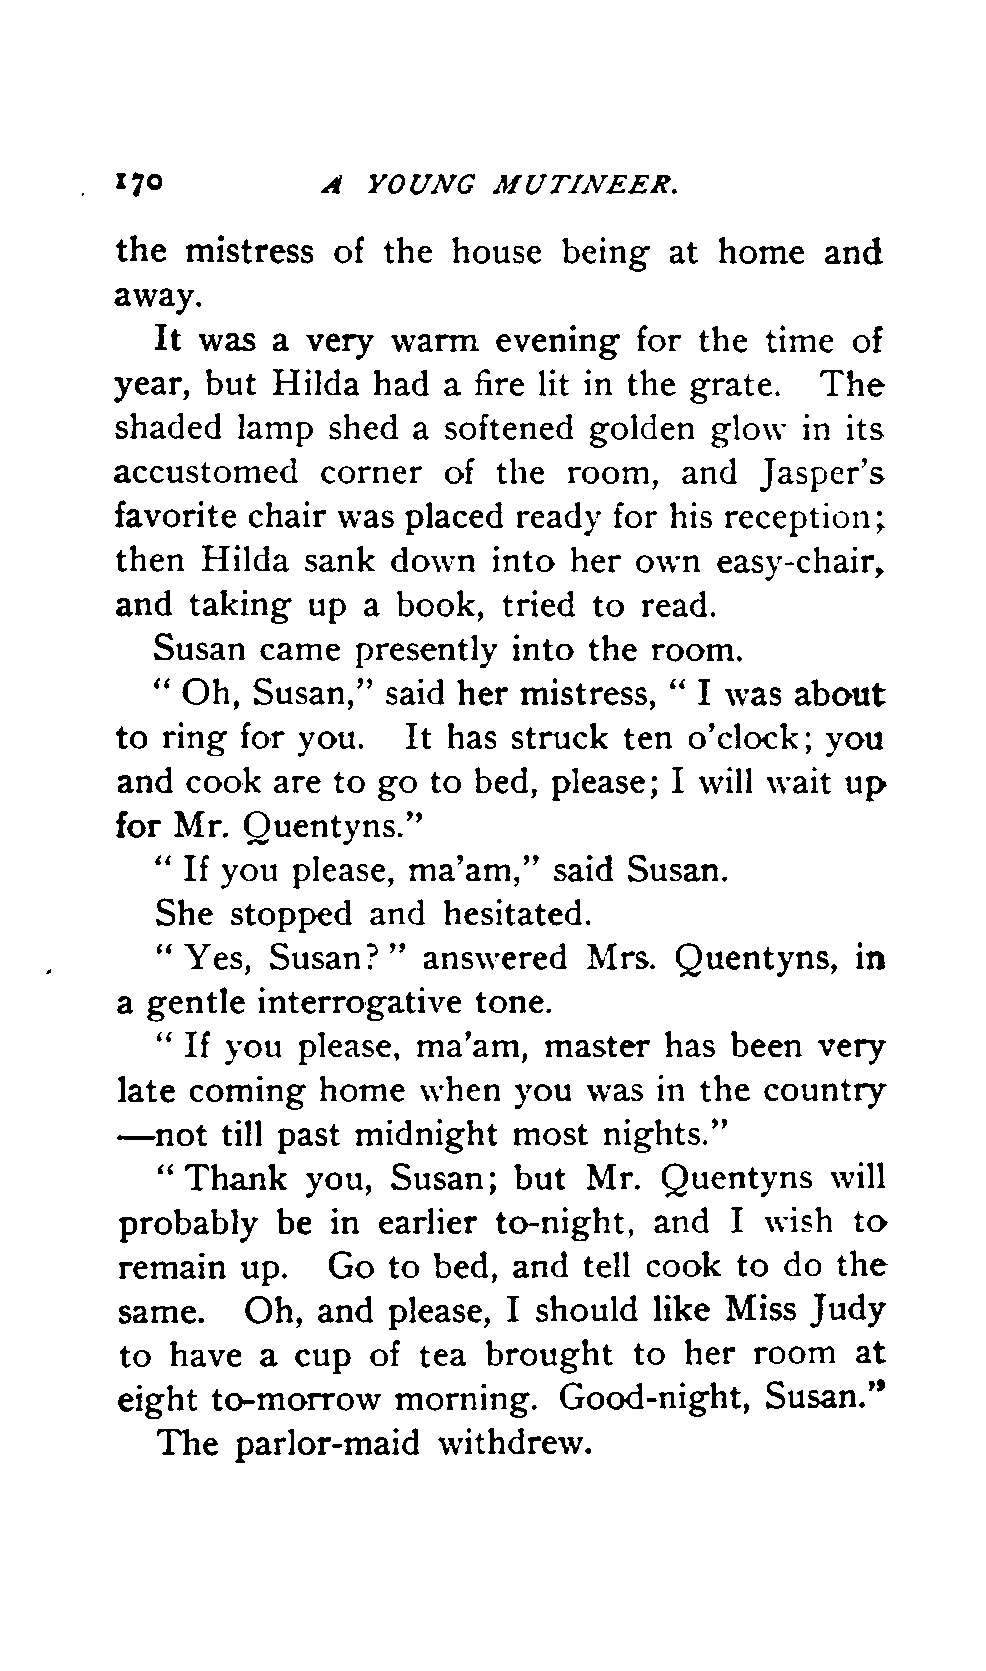 170 A YOUNG MUTINEER.
the mistress of the house being at home and
away.
It was a very warm evening for the time of
year, but Hilda had a fire lit in the grate. The
shaded lamp shed a softened golden glow in its
accustomed corner of the room, and Jasper's
favorite chair was placed ready for his reception;
then Hilda sank down into her own easy-chair,
and taking up a book, tried to read.
Susan came presently into the room.
" Oh, Susan," said her mistress, " I was about
to ring for you. It has struck ten o'clock; you
and cook are to go to bed, please; I will wait up
for Mr. Quentyns."
" If you please, ma'am," said Susan.
She stopped and hesitated.
" Yes, Susan? " answered Mrs. Quentyns, in
a gentle interrogative tone.
" If you please, ma'am, master has been very
late coming home when you was in the country
—not till past midnight most nights."
" Thank you, Susan; but Mr. Quentyns will
probably be in earlier to-night, and I wish to
remain up. Go to bed, and tell cook to do the
same. Oh, and please, I should like Miss Judy
to have a cup of tea brought to her room at
eight to-morrow morning. Good-night, Susan."
The parlor-maid withdrew.